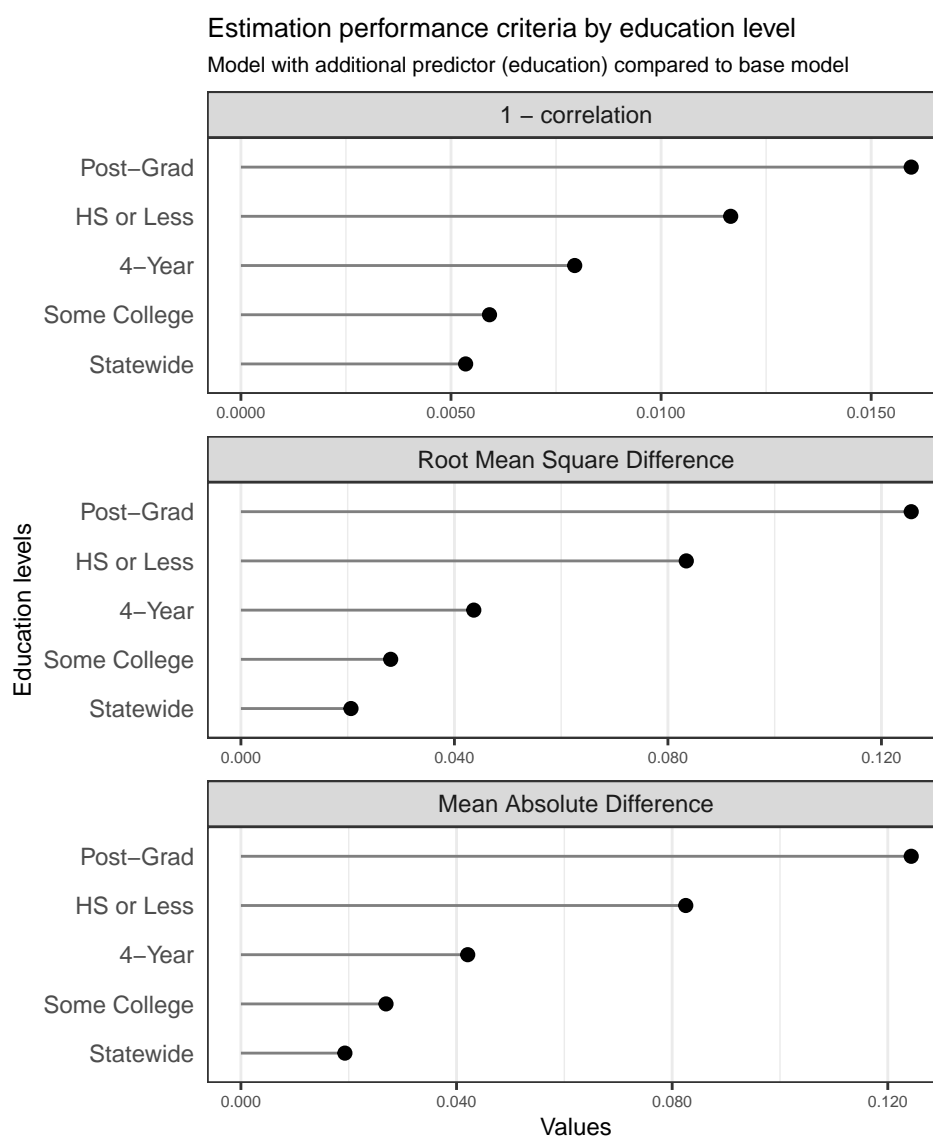 Estimation performance criteria by education level
Model with additional predictor (education) compared to base model
1 − correlation
Post−Grad
HS or Less
4−Year
Some College
Statewide
0.0000 0.0050 0.0100 0.0150
Root Mean Square Difference
Post−Grad
HS or Less
4−Year
Some College
Statewide
0.000 0.040 0.080 0.120
Education levels
Mean Absolute Difference
Post−Grad
HS or Less
4−Year
Some College
Statewide
0.000 0.040 0.080 0.120
Values